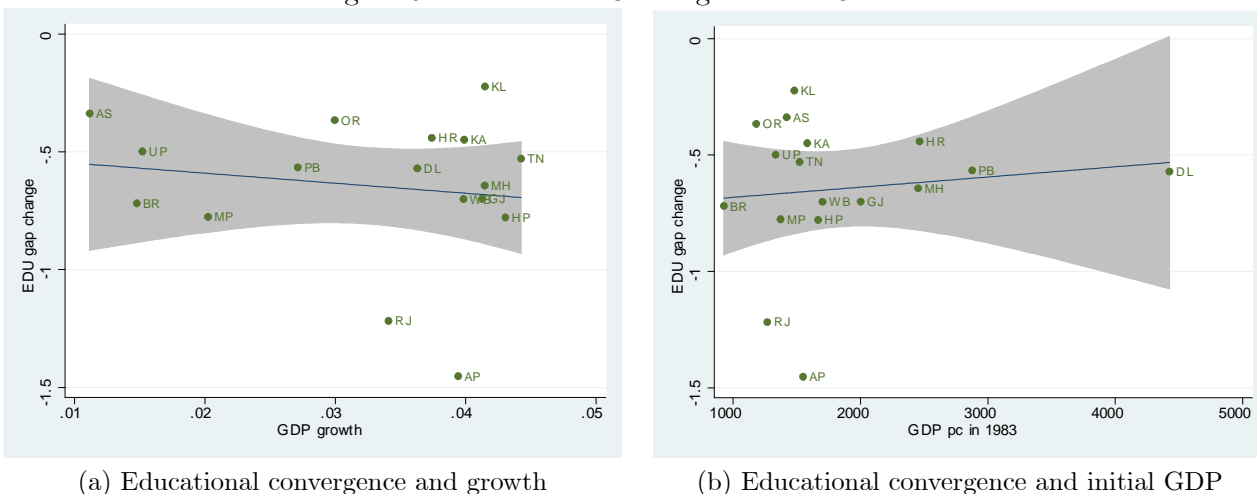 0
-.5
-1
-1.5
EDU gap change
AS
UP
BR
MP
PB
OR
DL
HR
KA
KL
TN
MH
WB
GJ
HP
RJ
AP
.01 .02 .03 .04 .05
GDP growth
(a) Educational convergence and growth
0
-.5
-1
-1.5
EDU gap change
KL
AS
OR
KA
UP
TN
HR
PB
DL
MH
WB
GJ
BR
MP
HP
RJ
AP
1000 2000 3000 4000 5000
GDP pc in 1983
(b) Educational convergence and initial GDP